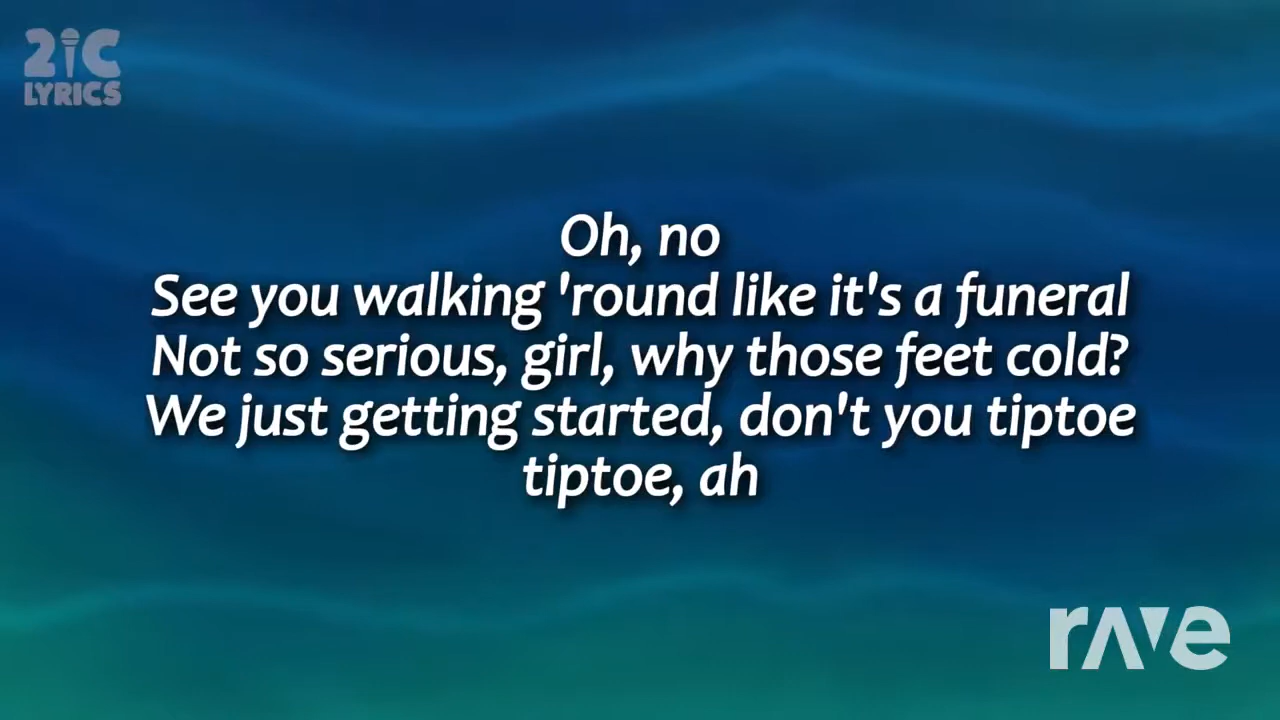 2iC
LYRICS
Oh, no
See you walking 'round like it's a funeral
Not so serious, girl, why those feet cold?
We just getting started, don't you tiptoe
tiptoe, ah
rave